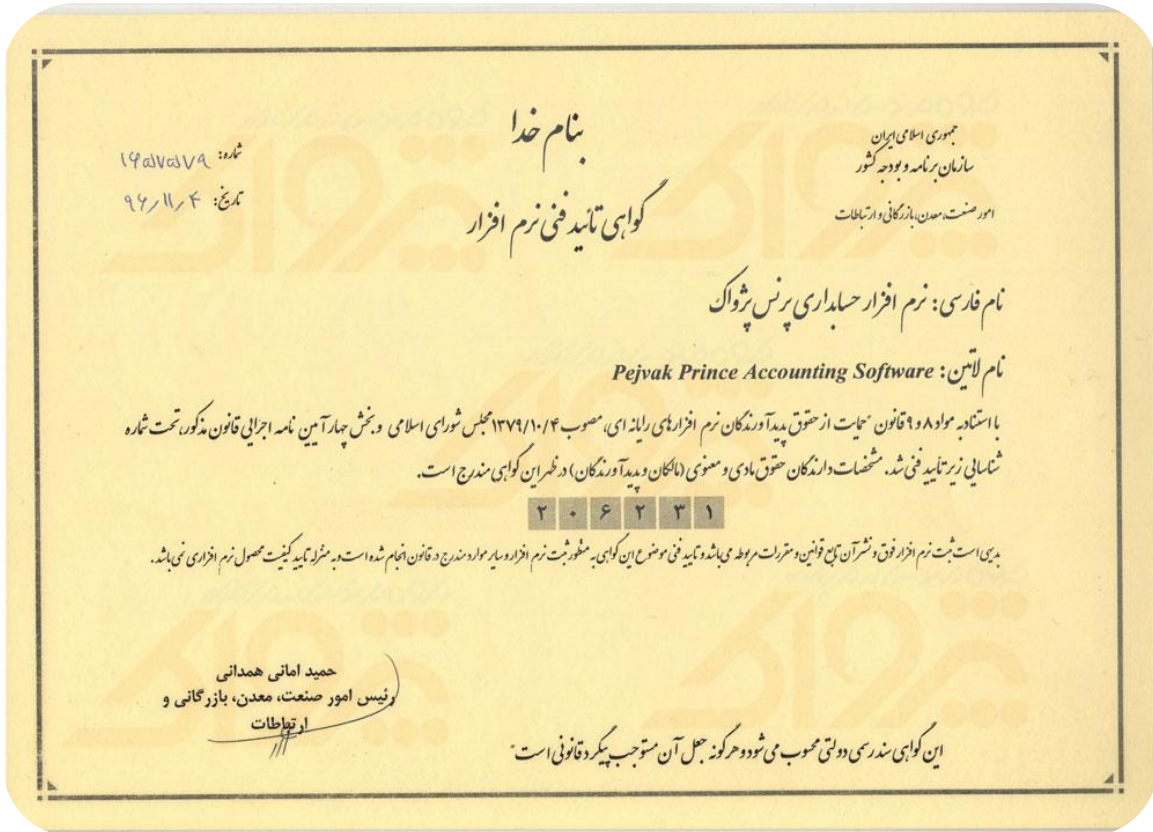 بنام خدا
جمهوری اسلامی ایران
سازمان برنامه و بودجه کشور
امور صنعت، معدن، بازرگانی و ارتباطات
شماره: ۱۶۵۷۵۷۹
تاریخ: ۹۶/۱۱/۴
گواهی تائید فنی نرم افزار
نام فارسی: نرم افزار حسابداری پرنس پژواک
نام لاتین: Pejvak Prince Accounting Software
با استناد به مواد ۸ و ۹ قانون "حمایت از حقوق پدیدآورندگان نرم افزارهای رایانه ای، مصوب ۱۳۷۹/۱۰/۴ مجلس شورای اسلامی و بخش چهار آیین نامه اجرایی قانون مذکور، تحت شماره
شناسایی زیر تأیید فنی شد. مشخصات دارندگان حقوق مادی و معنوی (مالکان و پدیدآورندگان) در ظهر این گواهی مندرج است.
۲۰۶۲۳۱
بدیهی است ثبت نرم افزار فوق و نشر آن تابع قوانین و مقررات مربوطه می باشد و تایید فنی موضوع این گواهی به منظور ثبت نرم افزار و سایر موارد مندرج در قانون انجام شده است و به منزله تایید کیفیت محصول نرم افزاری نمی باشد.
حمید امانی همدانی
رئیس امور صنعت، معدن، بازرگانی و
ارتباطات
این گواهی سند رسمی دولتی محسوب می شود و هرگونه جعل آن مستوجب پیگرد قانونی است"
پژواک